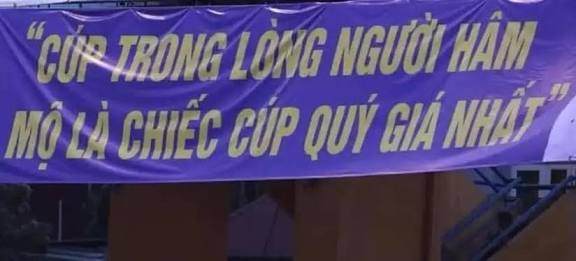 “CÚP TRONG LÒNG NGƯỜI HÂM
MỘ LÀ CHIẾC CÚP QUÝ GIÁ NHẤT”